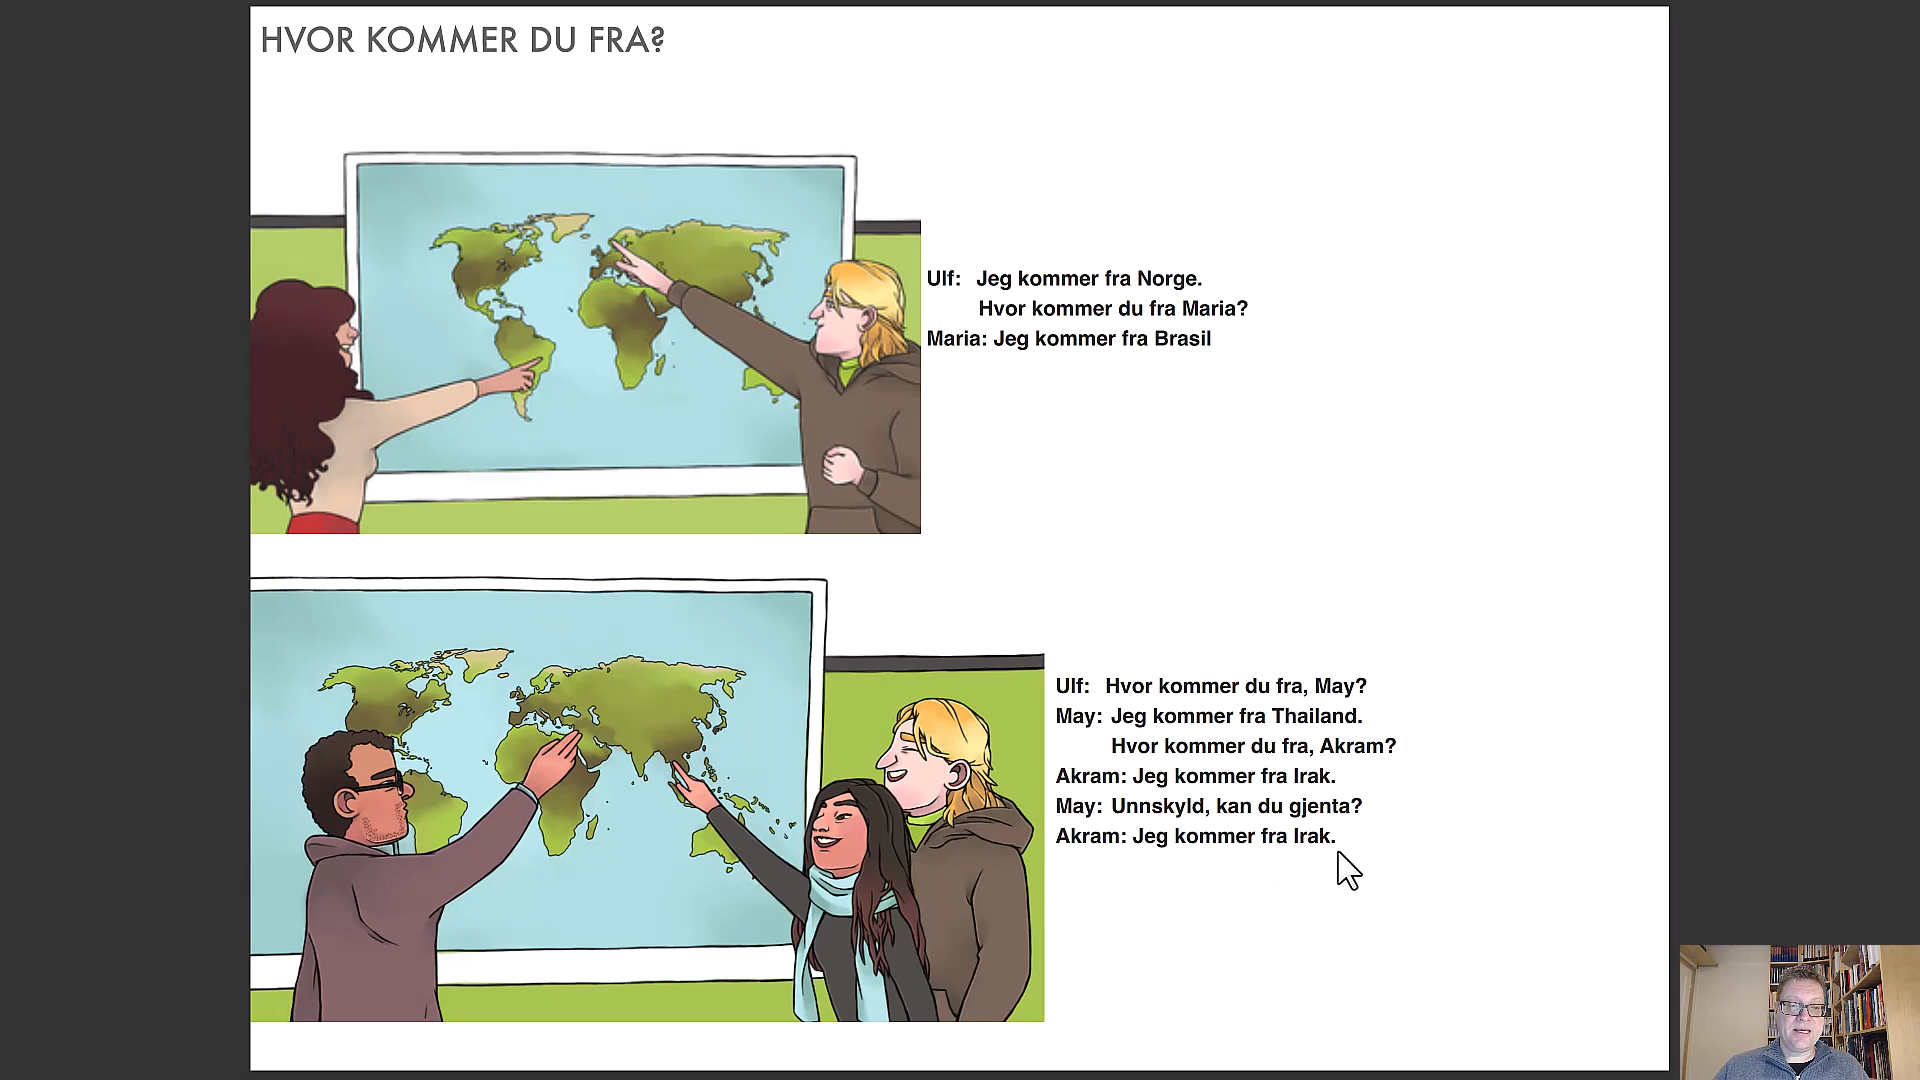 HVOR KOMMER DU FRA?
Ulf: Jeg kommer fra Norge.
Hvor kommer du fra Maria?
Maria: Jeg kommer fra Brasil
Ulf: Hvor kommer du fra, May?
May: Jeg kommer fra Thailand.
Hvor kommer du fra, Akram?
Akram: Jeg kommer fra Irak.
May: Unnskyld, kan du gjenta?
Akram: Jeg kommer fra Irak.